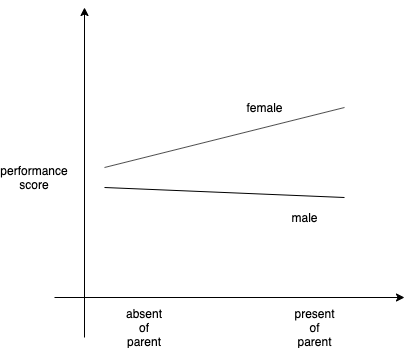 female
performance
score
male
absent
of
parent
present
of
parent